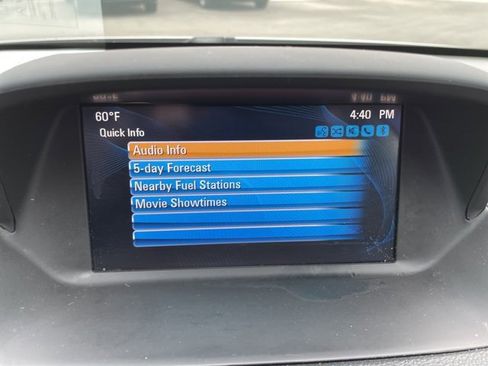 60°F
4:40 PM
Quick Info
Audio Info
5-day Forecast
Nearby Fuel Stations
Movie Showtimes